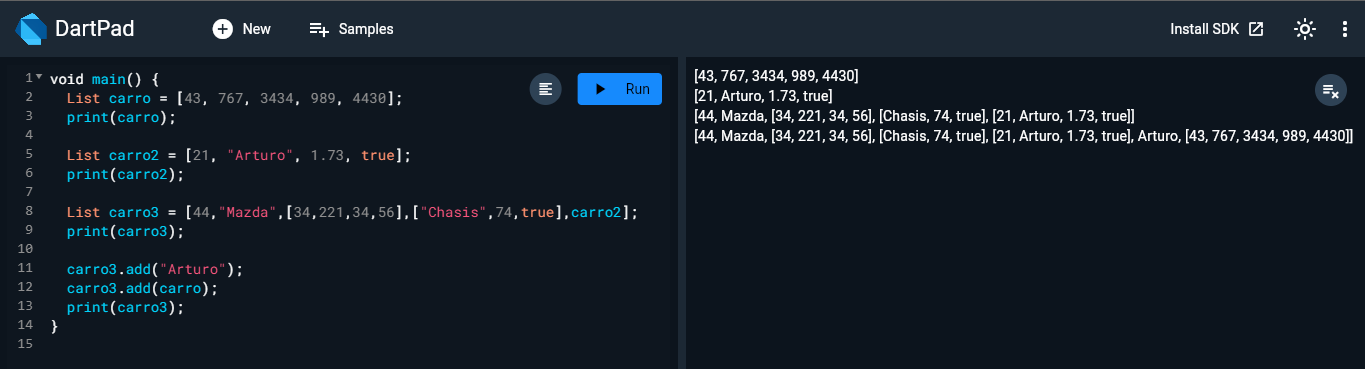 DartPad New Samples Install SDK
1 void main() {
2 List carro = [43, 767, 3434, 989, 4430];
3 print(carro);
4
5 List carro2 = [21, "Arturo", 1.73, true];
6 print(carro2);
7
8 List carro3 = [44,"Mazda",[34,221,34,56],["Chasis",74,true],carro2];
9 print(carro3);
10
11 carro3.add("Arturo");
12 carro3.add(carro);
13 print(carro3);
14 }
15
Run
[43, 767, 3434, 989, 4430]
[21, Arturo, 1.73, true]
[44, Mazda, [34, 221, 34, 56], [Chasis, 74, true], [21, Arturo, 1.73, true]]
[44, Mazda, [34, 221, 34, 56], [Chasis, 74, true], [21, Arturo, 1.73, true], Arturo, [43, 767, 3434, 989, 4430]]